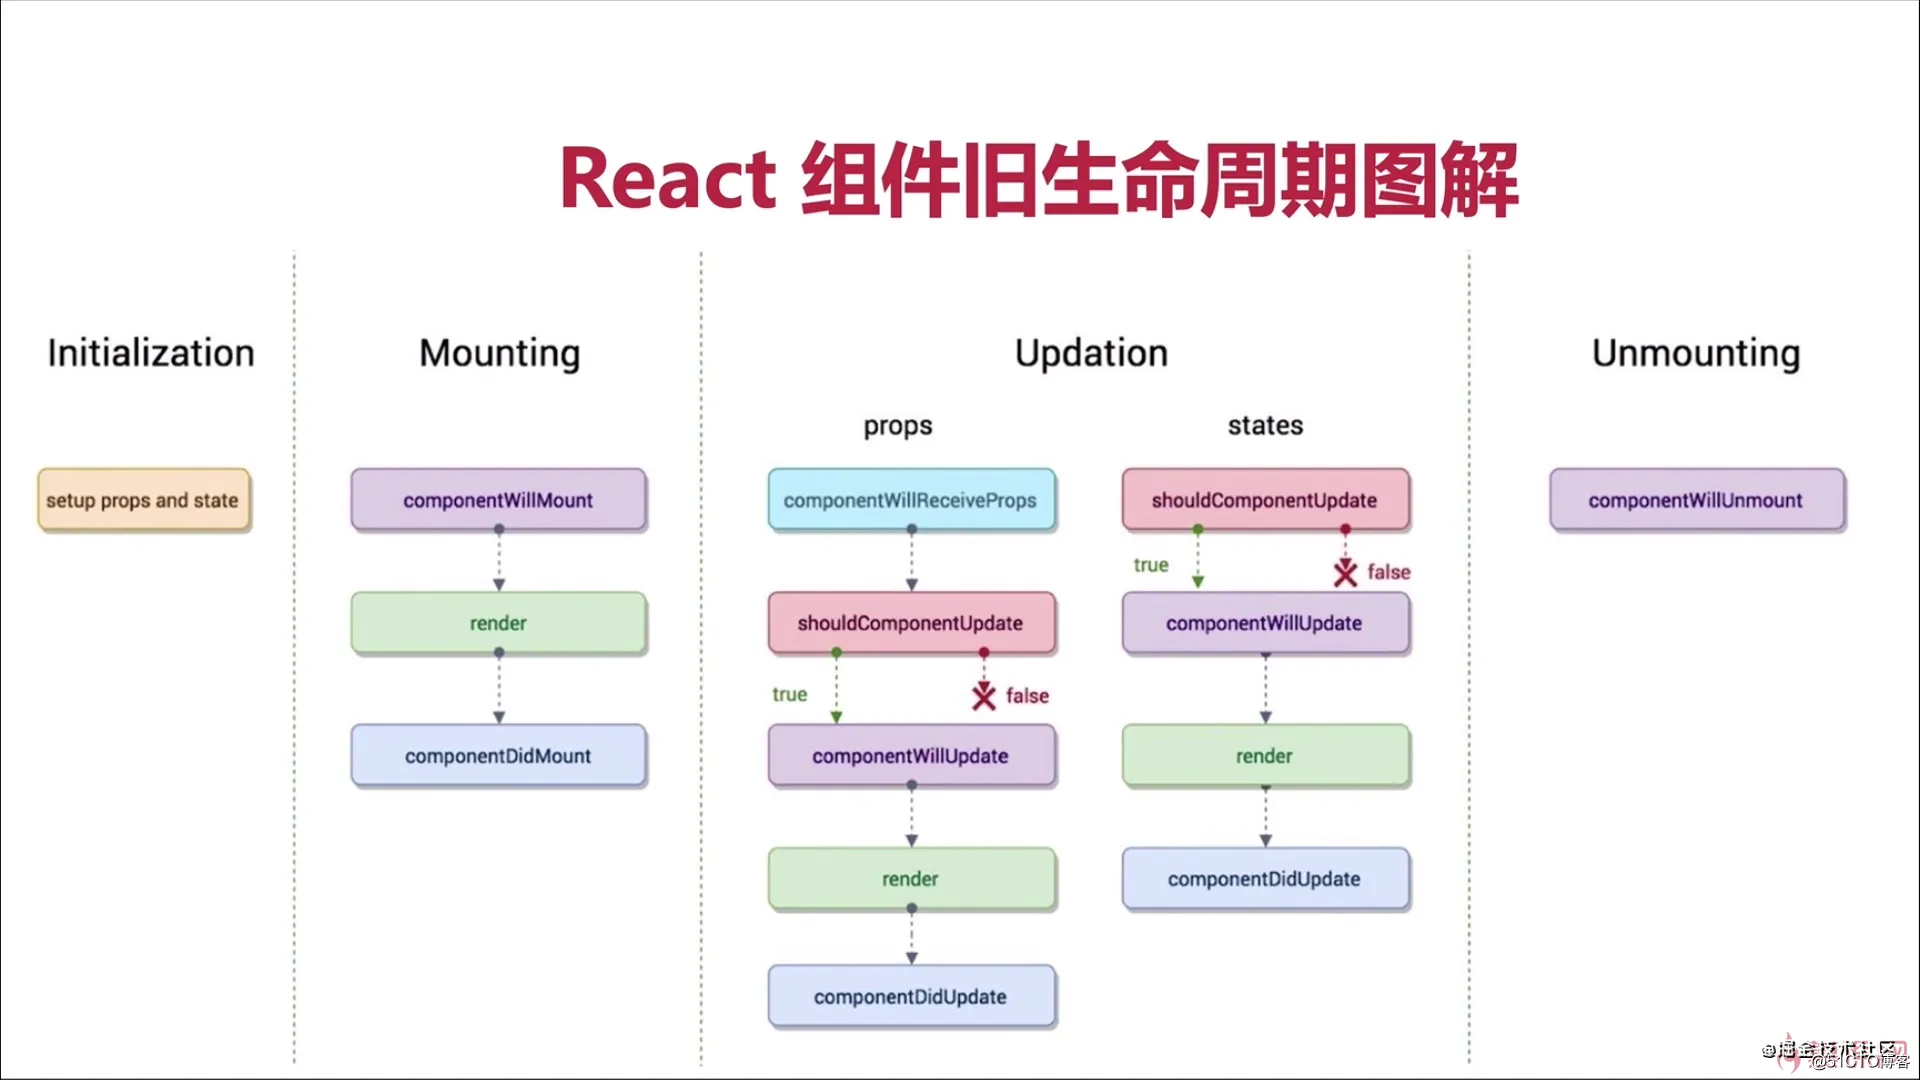 React 组件旧生命周期图解
Initialization
Mounting
Updation
Unmounting
props
states
setup props and state
componentWillMount
render
componentDidMount
componentWillReceiveProps
shouldComponentUpdate
true
false
componentWillUpdate
render
componentDidUpdate
shouldComponentUpdate
true
false
componentWillUpdate
render
componentDidUpdate
componentWillUnmount
@掘金技术社区
@51CTO博客